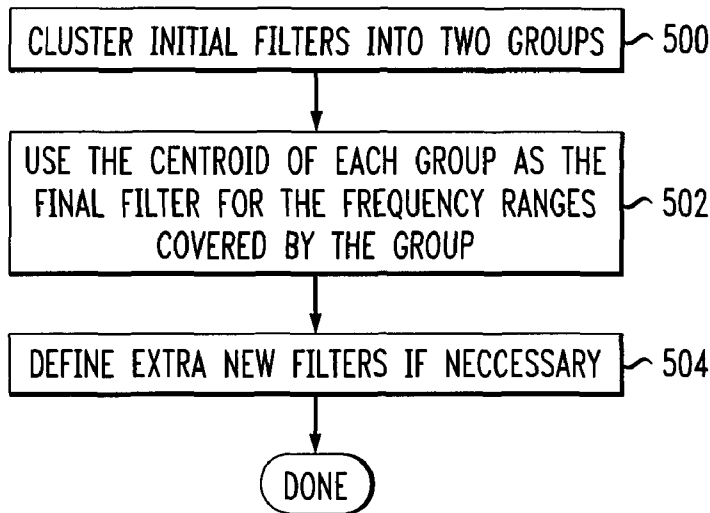 CLUSTER INITIAL FILTERS INTO TWO GROUPS 500
USE THE CENTROID OF EACH GROUP AS THE
FINAL FILTER FOR THE FREQUENCY RANGES 502
COVERED BY THE GROUP
DEFINE EXTRA NEW FILTERS IF NECCESSARY 504
DONE